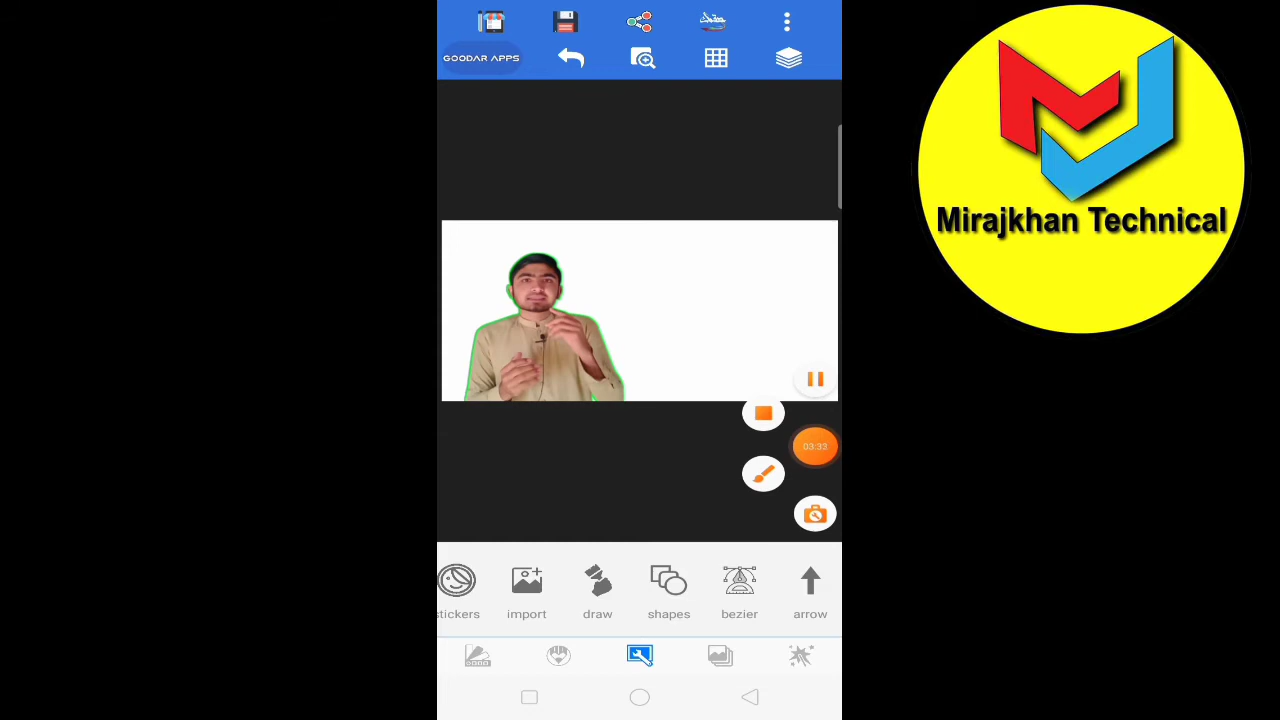 GOODAR APPS
Mirajkhan Technical
03:33
stickers
import
draw
shapes
bezier
arrow